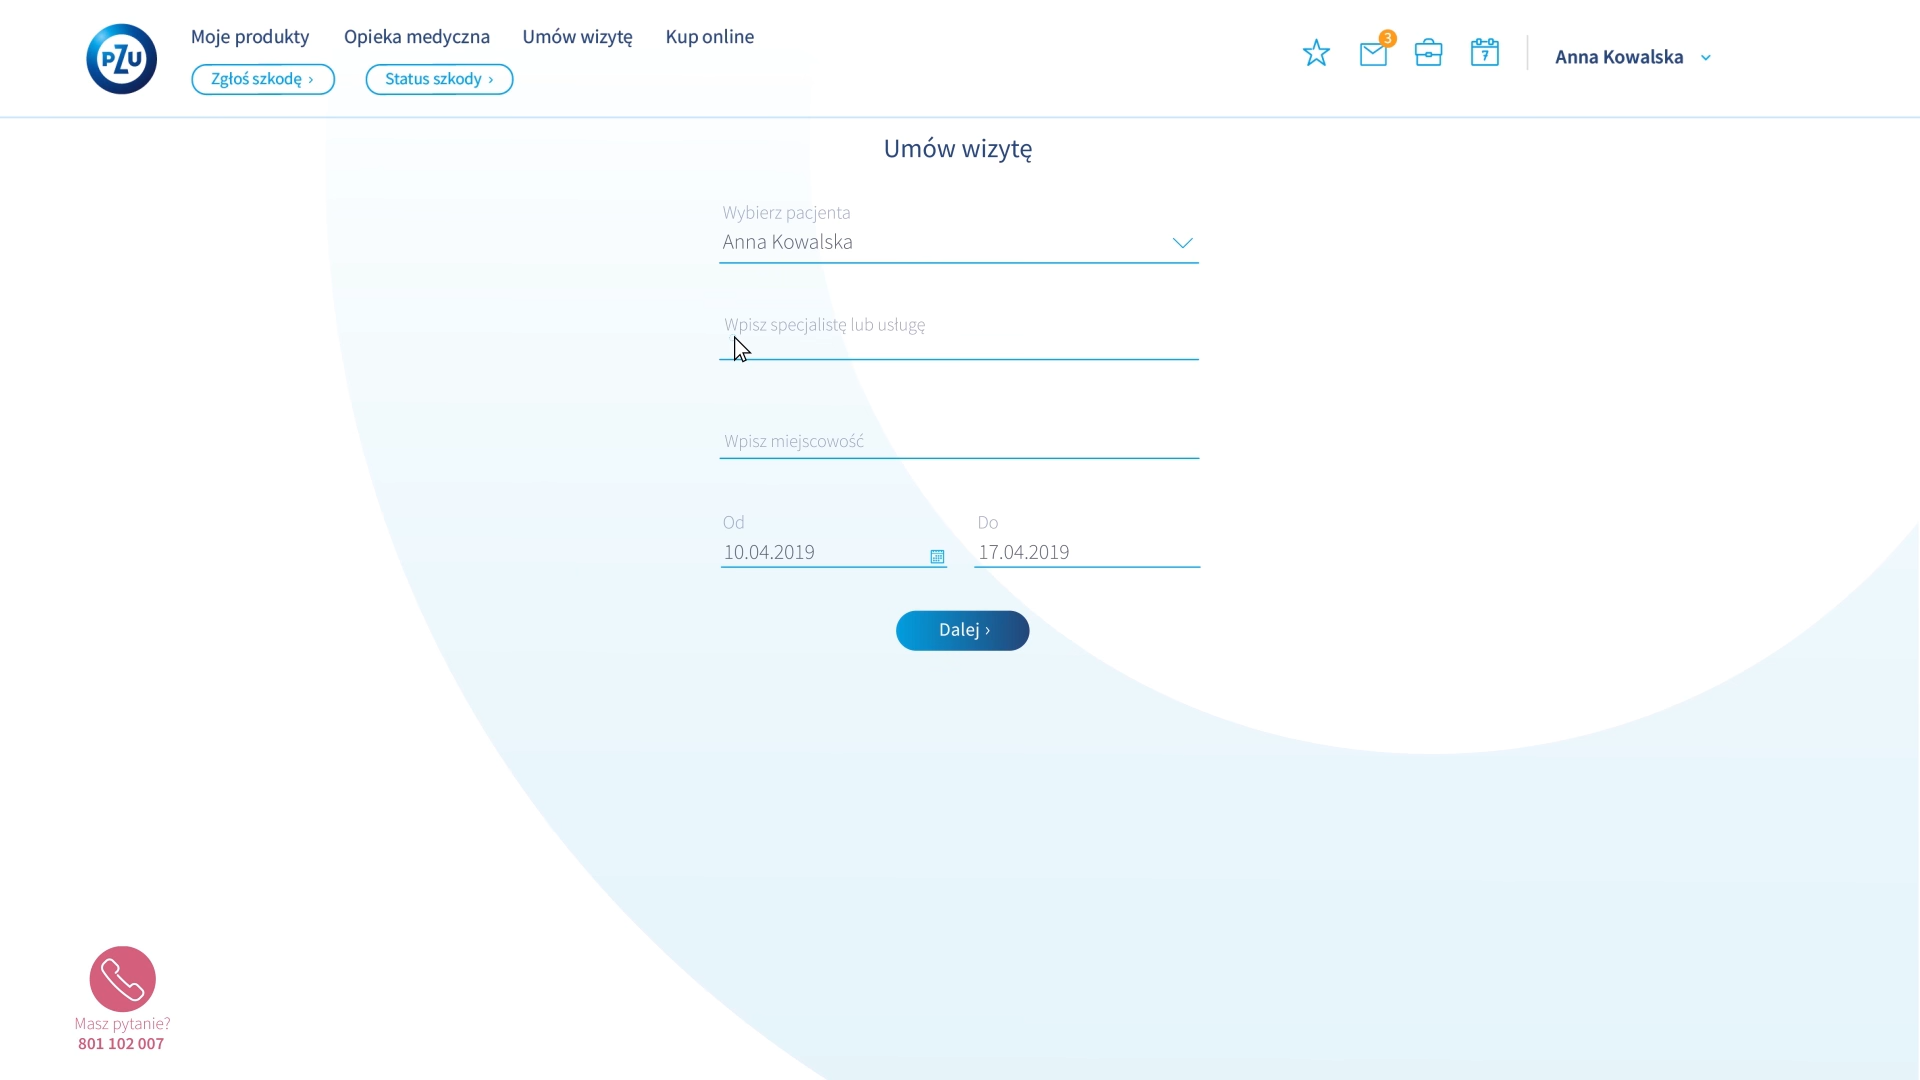 PZU
Moje produkty Opieka medyczna Umów wizytę Kup online
Zgłoś szkodę ›
Status szkody ›
3
7
Anna Kowalska
Umów wizytę
Wybierz pacjenta
Anna Kowalska
Wpisz specjalistę lub usługę
Wpisz miejscowość
Od Do
10.04.2019 17.04.2019
Dalej ›
Masz pytanie?
801 102 007